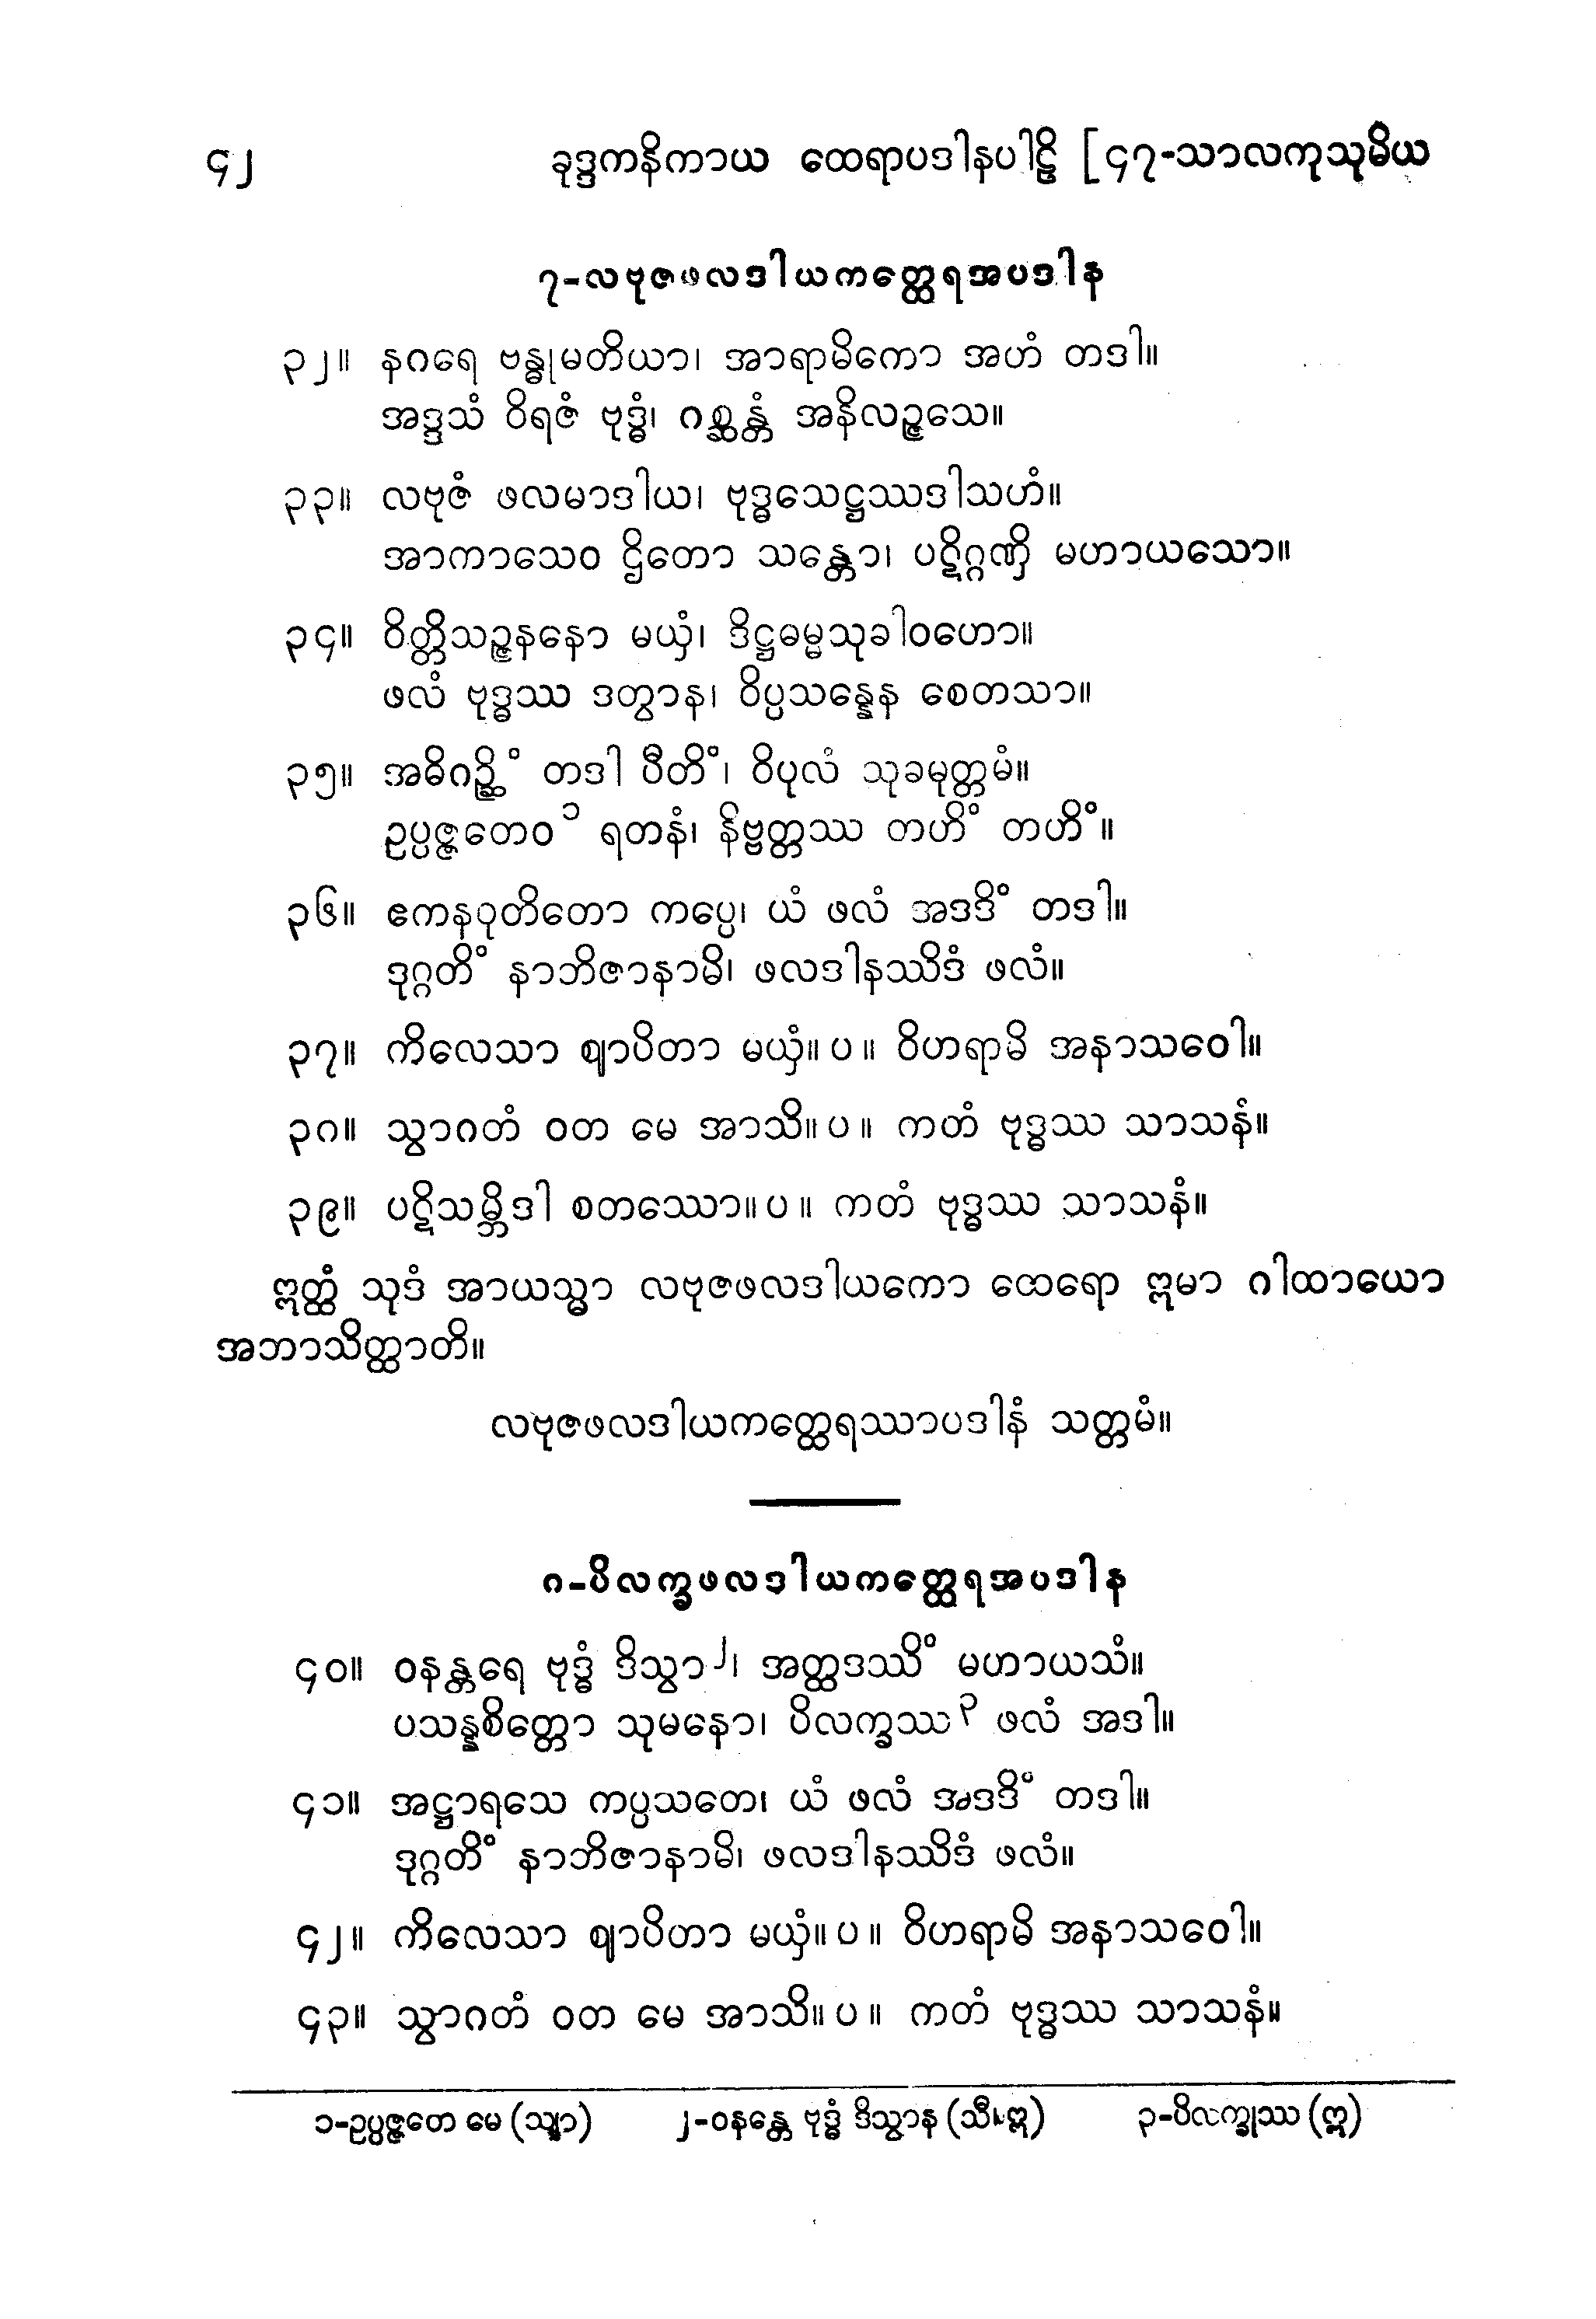 ၄၂ ခုဒ္ဒကနိကာယ ထေရာပဒါနပါဠိ [၄၇-သာလကုသုမိယ
၇-လဗုဇဖလဒါယကတ္ထေရအပဒါန
၃၂။ နဂရေ ဗန္ဓုမတိယာ၊ အာရာမိကော အဟံ တဒါ။
အဒ္ဒသံ ဝိရဇံ ဗုဒ္ဓံ၊ ဂစ္ဆန္တံ အနိလဉ္ဇသေ။
၃၃။ လဗုဇံ ဖလမာဒါယ၊ ဗုဒ္ဓသေဋ္ဌဿဒါသဟံ။
အာကာသေဝ ဌိတော သန္တော၊ ပဋိဂ္ဂဏှိ မဟာယသော။
၃၄။ ဝိတ္တိသဉ္ဇနနော မယှံ၊ ဒိဋ္ဌဓမ္မသုခါဝဟော။
ဖလံ ဗုဒ္ဓဿ ဒတွာန၊ ဝိပ္ပသန္နေန စေတသာ။
၃၅။ အဓိဂဉ္ဆိံ တဒါ ပီတိံ၊ ဝိပုလံ သုခမုတ္တမံ။
ဥပ္ပဇ္ဇတေဝ ၁ ရတနံ၊ နိဗ္ဗတ္တဿ တဟိံ တဟိံ။
၃၆။ ဧကနဝုတိတော ကပ္ပေ၊ ယံ ဖလံ အဒဒိံ တဒါ။
ဒုဂ္ဂတိံ နာဘိဇာနာမိ၊ ဖလဒါနဿိဒံ ဖလံ။
၃၇။ ကိလေသာ ဈာပိတာ မယှံ။ ပ ။ ဝိဟရာမိ အနာသဝေါ။
၃၈။ သွာဂတံ ဝတ မေ အာသိ။ ပ ။ ကတံ ဗုဒ္ဓဿ သာသနံ။
၃၉။ ပဋိသမ္ဘိဒါ စတဿော။ ပ ။ ကတံ ဗုဒ္ဓဿ သာသနံ။
ဣတ္ထံ သုဒံ အာယသ္မာ လဗုဇဖလဒါယကော ထေရော ဣမာ ဂါထာယော
အဘာသိတ္ထာတိ။
လဗုဇဖလဒါယကတ္ထေရဿာပဒါနံ သတ္တမံ။
၈-ပိလက္ခဖလဒါယကတ္ထေရအပဒါန
၄၀။ ဝနန္တရေ ဗုဒ္ဓံ ဒိသွာ ၂၊ အတ္ထဒဿိံ မဟာယသံ။
ပသန္နစိတ္တော သုမနော၊ ပိလက္ခဿ ၃ ဖလံ အဒါ။
၄၁။ အဋ္ဌာရသေ ကပ္ပသတေ၊ ယံ ဖလံ အဒဒိံ တဒါ။
ဒုဂ္ဂတိံ နာဘိဇာနာမိ၊ ဖလဒါနဿိဒံ ဖလံ။
၄၂။ ကိလေသာ ဈာပိတာ မယှံ။ ပ ။ ဝိဟရာမိ အနာသဝေါ။
၄၃။ သွာဂတံ ဝတ မေ အာသိ။ ပ ။ ကတံ ဗုဒ္ဓဿ သာသနံ။
၁-ဥပ္ပဇ္ဇတေ မေ (သျာ) ၂-ဝနန္တေ ဗုဒ္ဓံ ဒိသွာန (သီ၊ ဣ) ၃-ပိလက္ခုဿ (ဣ)